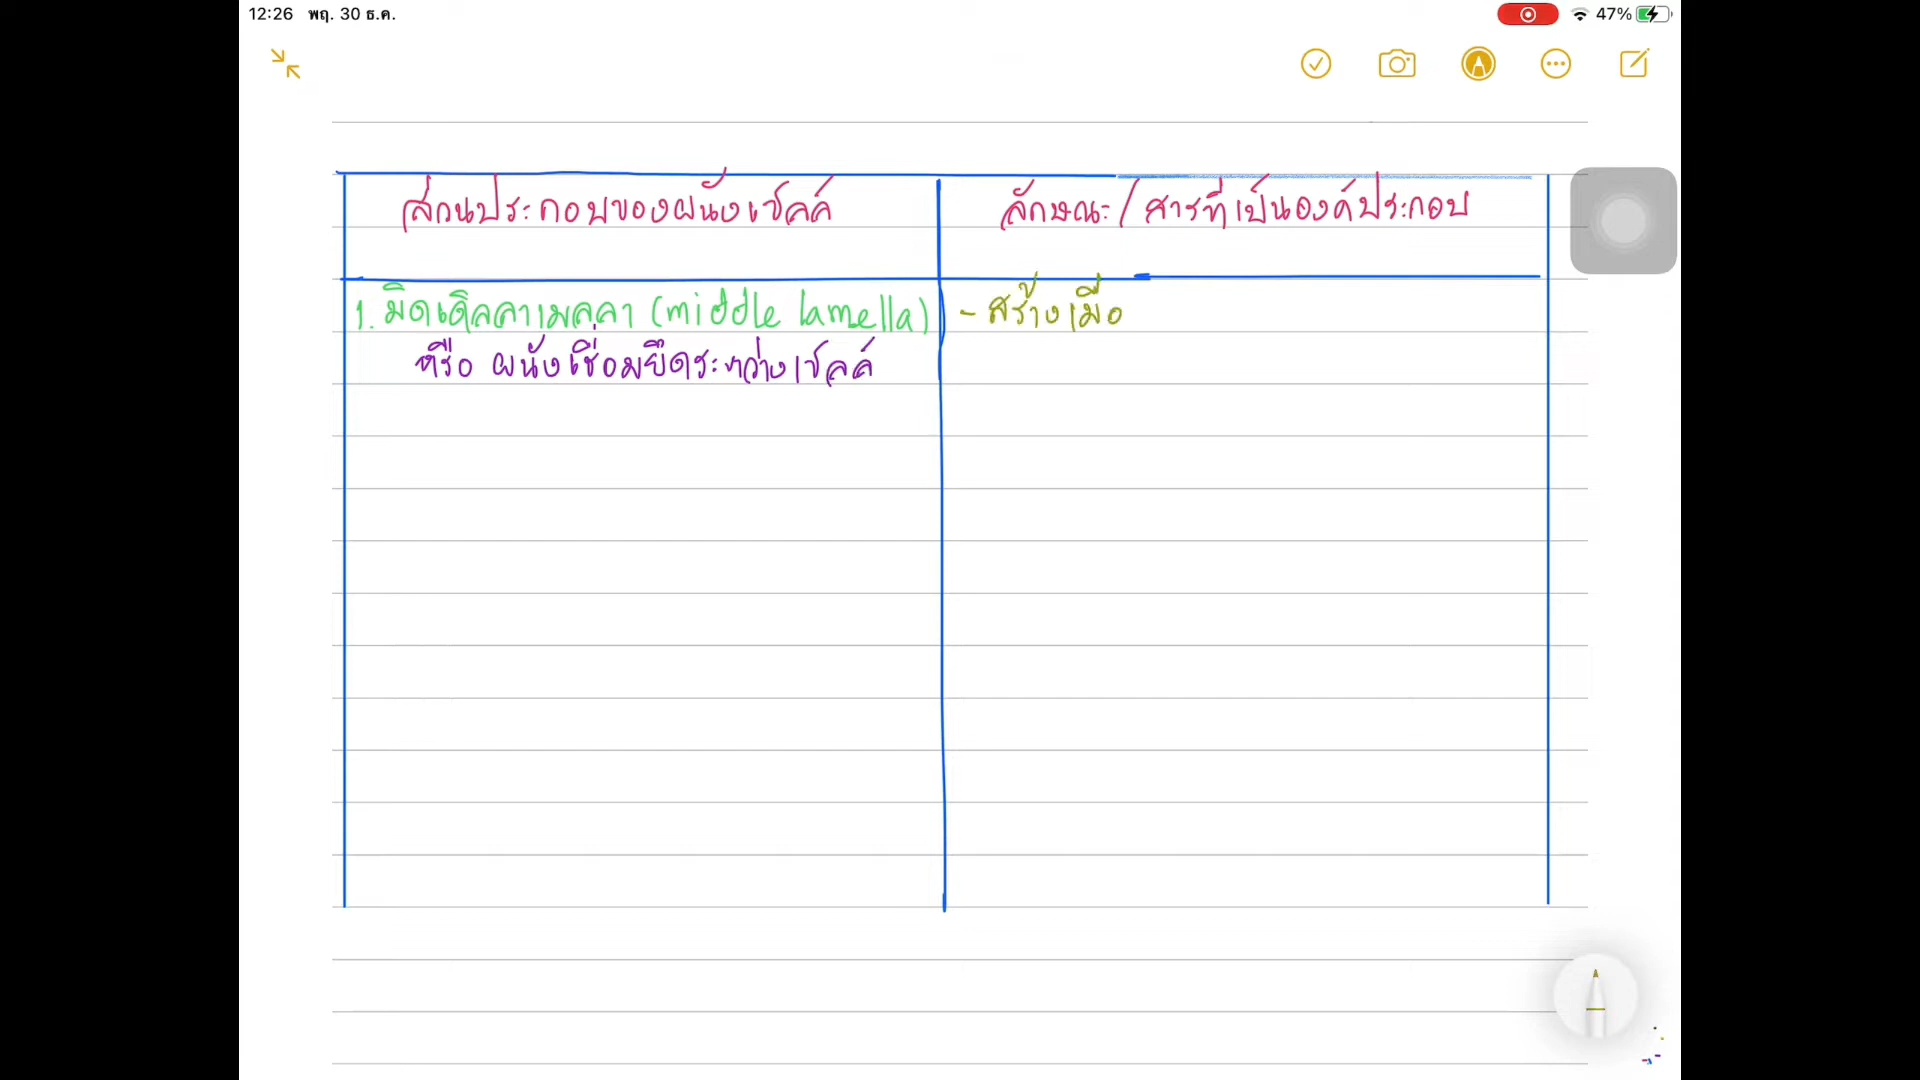 12:26 พฤ. 30 ธ.ค.
47%
ส่วนประกอบของผนังเซลล์
ลักษณะ/สารที่เป็นองค์ประกอบ
1. มิดเดิลลาเมลลา (middle lamella)
หรือ ผนังเชื่อมยึดระหว่างเซลล์
- สร้างเมื่อ